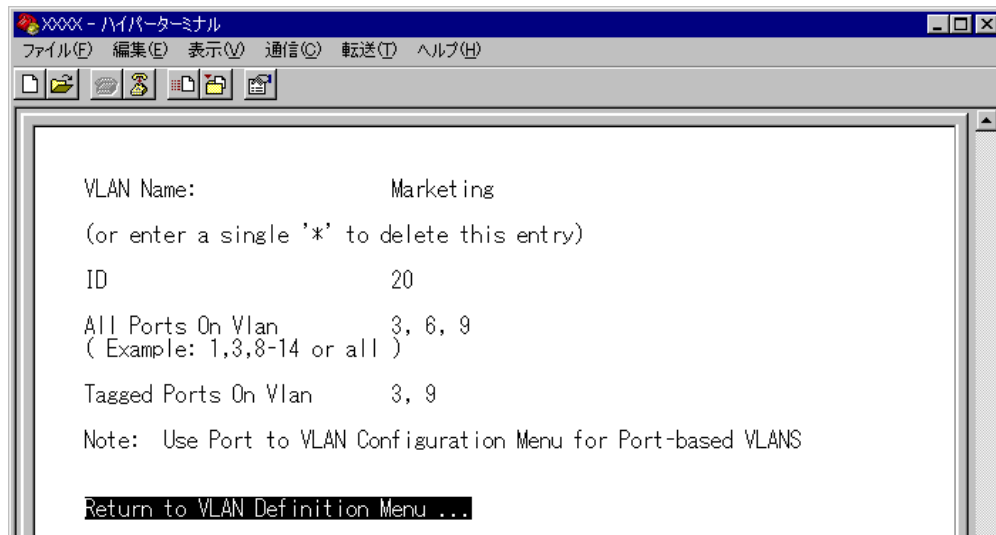 XXXX - ハイパーターミナル
ファイル(F) 編集(E) 表示(V) 通信(C) 転送(T) ヘルプ(H)
VLAN Name: Marketing
(or enter a single '*' to delete this entry)
ID 20
All Ports On Vlan 3, 6, 9
( Example: 1,3,8-14 or all )
Tagged Ports On Vlan 3, 9
Note: Use Port to VLAN Configuration Menu for Port-based VLANS
Return to VLAN Definition Menu ...